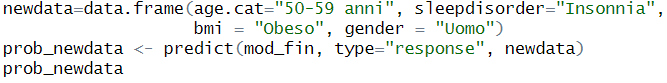 newdata=data.frame(age.cat="50-59 anni", sleepdisorder="Insonnia",
bmi = "Obeso", gender = "Uomo")
prob_newdata <- predict(mod_fin, type="response", newdata)
prob_newdata